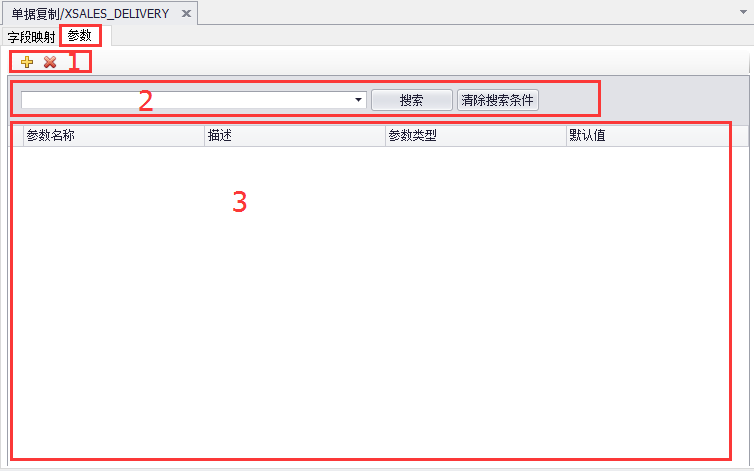 单据复制/XSALES_DELIVERY
字段映射 参数
1
2 搜索 清除搜索条件
参数名称 描述 参数类型 默认值
3